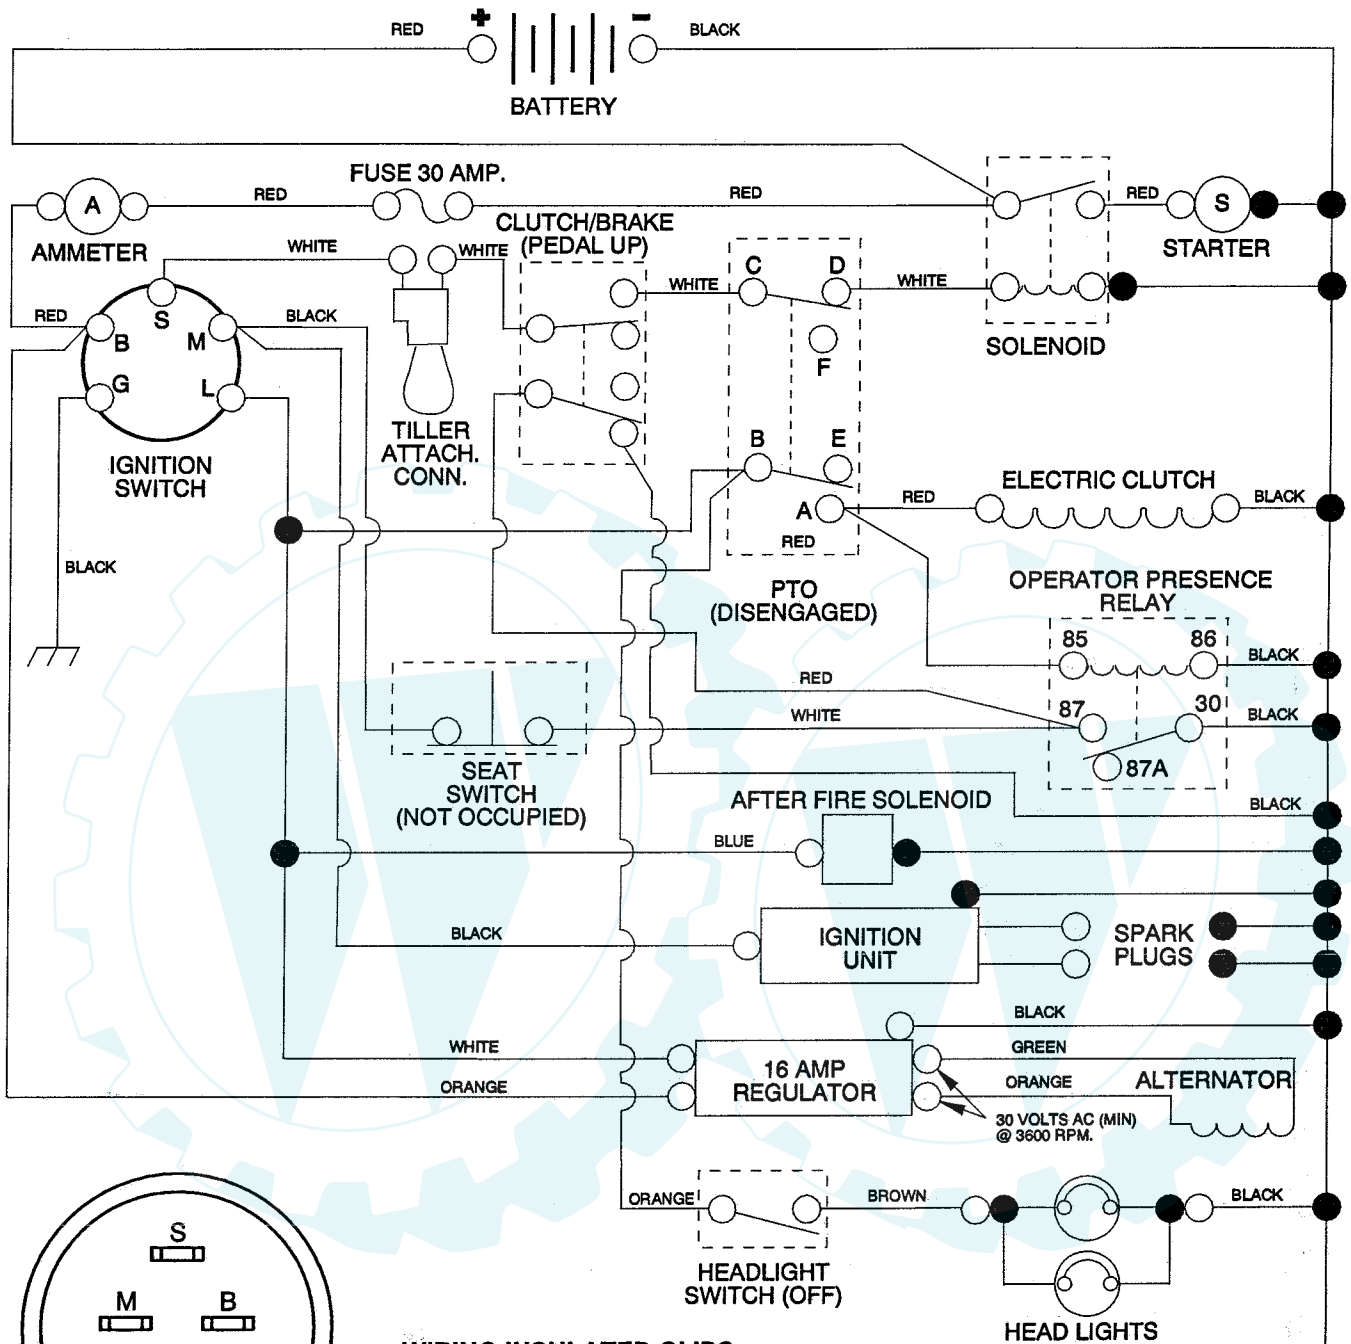 + -
RED BLACK
BATTERY
FUSE 30 AMP.
A RED RED RED S
AMMETER
CLUTCH/BRAKE
(PEDAL UP)
STARTER
WHITE WHITE
C D
WHITE WHITE
RED S BLACK
B M
F
SOLENOID
G L
TILLER
ATTACH.
CONN.
B E
IGNITION
SWITCH
ELECTRIC CLUTCH
A RED BLACK
RED
BLACK
PTO
(DISENGAGED)
OPERATOR PRESENCE
RELAY
85 86
BLACK
RED
87 30
WHITE BLACK
87A
SEAT
SWITCH
(NOT OCCUPIED)
AFTER FIRE SOLENOID
BLACK
BLUE
BLACK
IGNITION
UNIT
SPARK
PLUGS
BLACK
WHITE GREEN
16 AMP
REGULATOR
ORANGE ORANGE
ALTERNATOR
30 VOLTS AC (MIN)
@ 3600 RPM.
ORANGE BROWN BLACK
S
HEADLIGHT
SWITCH (OFF)
M B
HEAD LIGHTS
WIRING INSULATED CLIPS